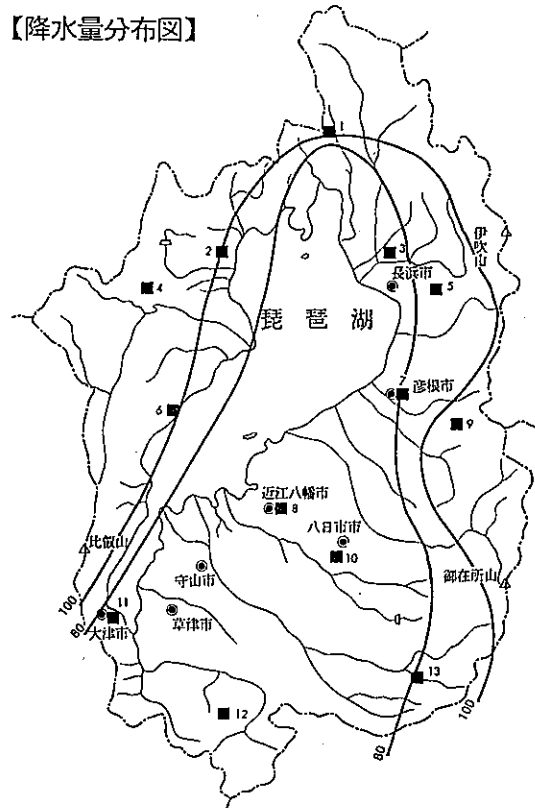 【降水量分布図】
1
伊吹山
2
3
長浜市
4
5
琵琶湖
7
彦根市
6
9
近江八幡市
8
八日市市
10
比叡山
守山市
御在所山
100
11
草津市
80
大津市
13
12
100
80